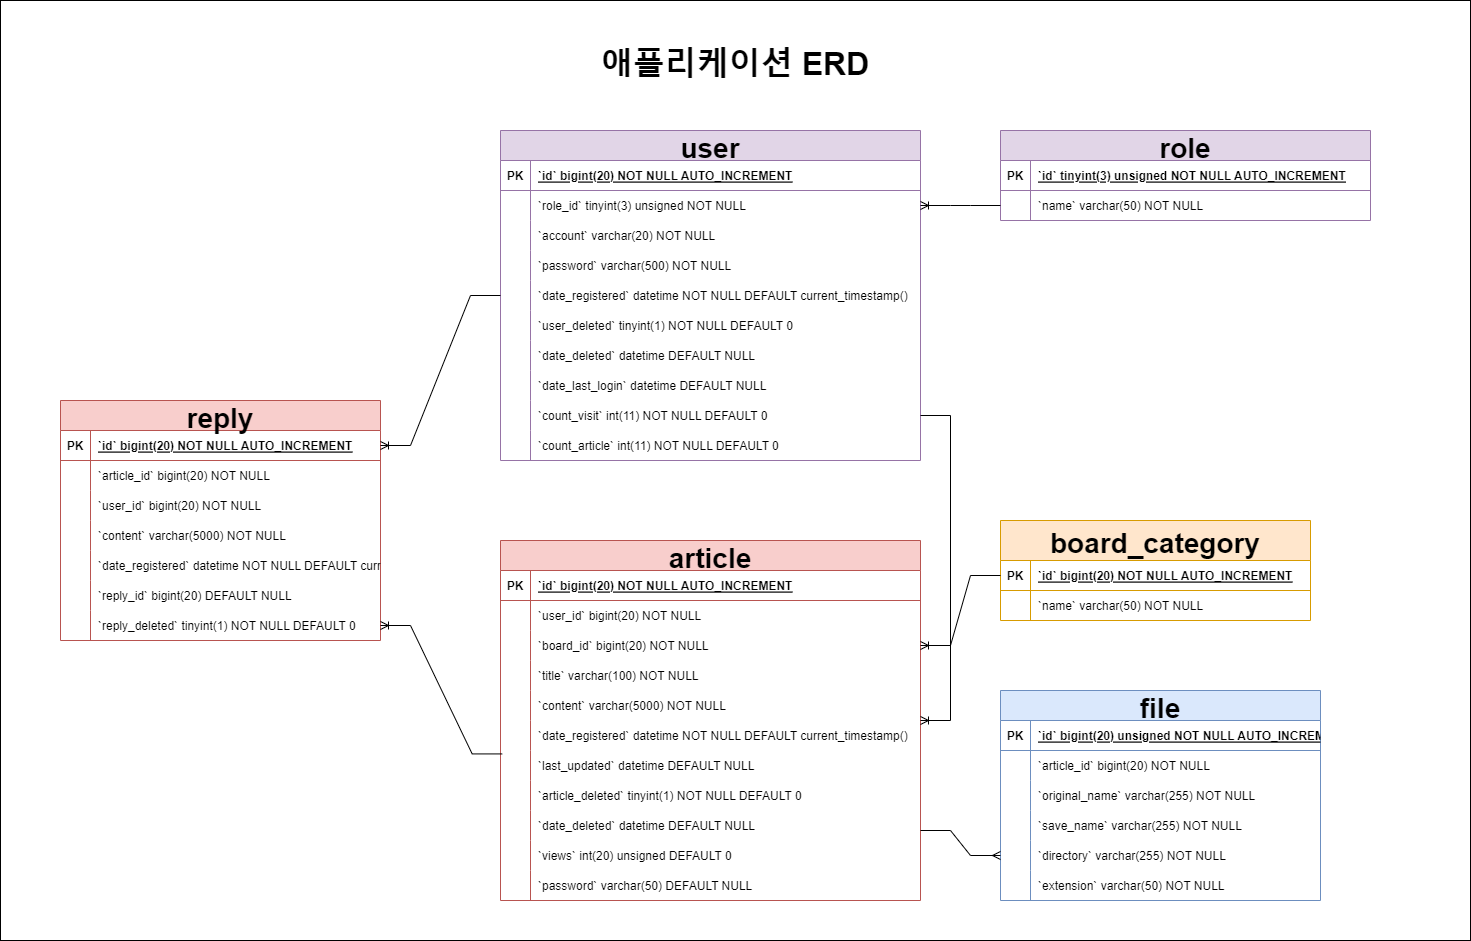 애플리케이션 ERD
user
PK `id` bigint(20) NOT NULL AUTO_INCREMENT
`role_id` tinyint(3) unsigned NOT NULL
`account` varchar(20) NOT NULL
`password` varchar(500) NOT NULL
`date_registered` datetime NOT NULL DEFAULT current_timestamp()
`user_deleted` tinyint(1) NOT NULL DEFAULT 0
`date_deleted` datetime DEFAULT NULL
`date_last_login` datetime DEFAULT NULL
`count_visit` int(11) NOT NULL DEFAULT 0
`count_article` int(11) NOT NULL DEFAULT 0
role
PK `id` tinyint(3) unsigned NOT NULL AUTO_INCREMENT
`name` varchar(50) NOT NULL
reply
PK `id` bigint(20) NOT NULL AUTO_INCREMENT
`article_id` bigint(20) NOT NULL
`user_id` bigint(20) NOT NULL
`content` varchar(5000) NOT NULL
`date_registered` datetime NOT NULL DEFAULT curr
`reply_id` bigint(20) DEFAULT NULL
`reply_deleted` tinyint(1) NOT NULL DEFAULT 0
article
PK `id` bigint(20) NOT NULL AUTO_INCREMENT
`user_id` bigint(20) NOT NULL
`board_id` bigint(20) NOT NULL
`title` varchar(100) NOT NULL
`content` varchar(5000) NOT NULL
`date_registered` datetime NOT NULL DEFAULT current_timestamp()
`last_updated` datetime DEFAULT NULL
`article_deleted` tinyint(1) NOT NULL DEFAULT 0
`date_deleted` datetime DEFAULT NULL
`views` int(20) unsigned DEFAULT 0
`password` varchar(50) DEFAULT NULL
board_category
PK `id` bigint(20) NOT NULL AUTO_INCREMENT
`name` varchar(50) NOT NULL
file
PK `id` bigint(20) unsigned NOT NULL AUTO_INCREM
`article_id` bigint(20) NOT NULL
`original_name` varchar(255) NOT NULL
`save_name` varchar(255) NOT NULL
`directory` varchar(255) NOT NULL
`extension` varchar(50) NOT NULL